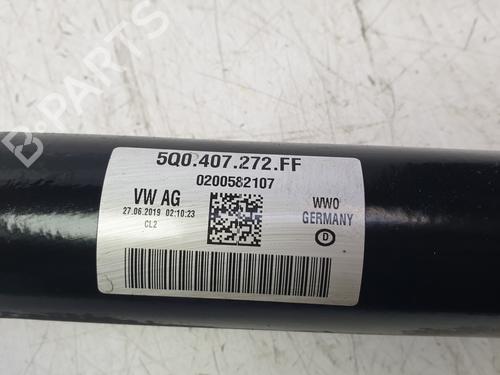 5Q0.407.272.FF
0200582107
VW AG
27.06.2019 02:10:23
CL2
WWO
GERMANY
D
B-PARTS